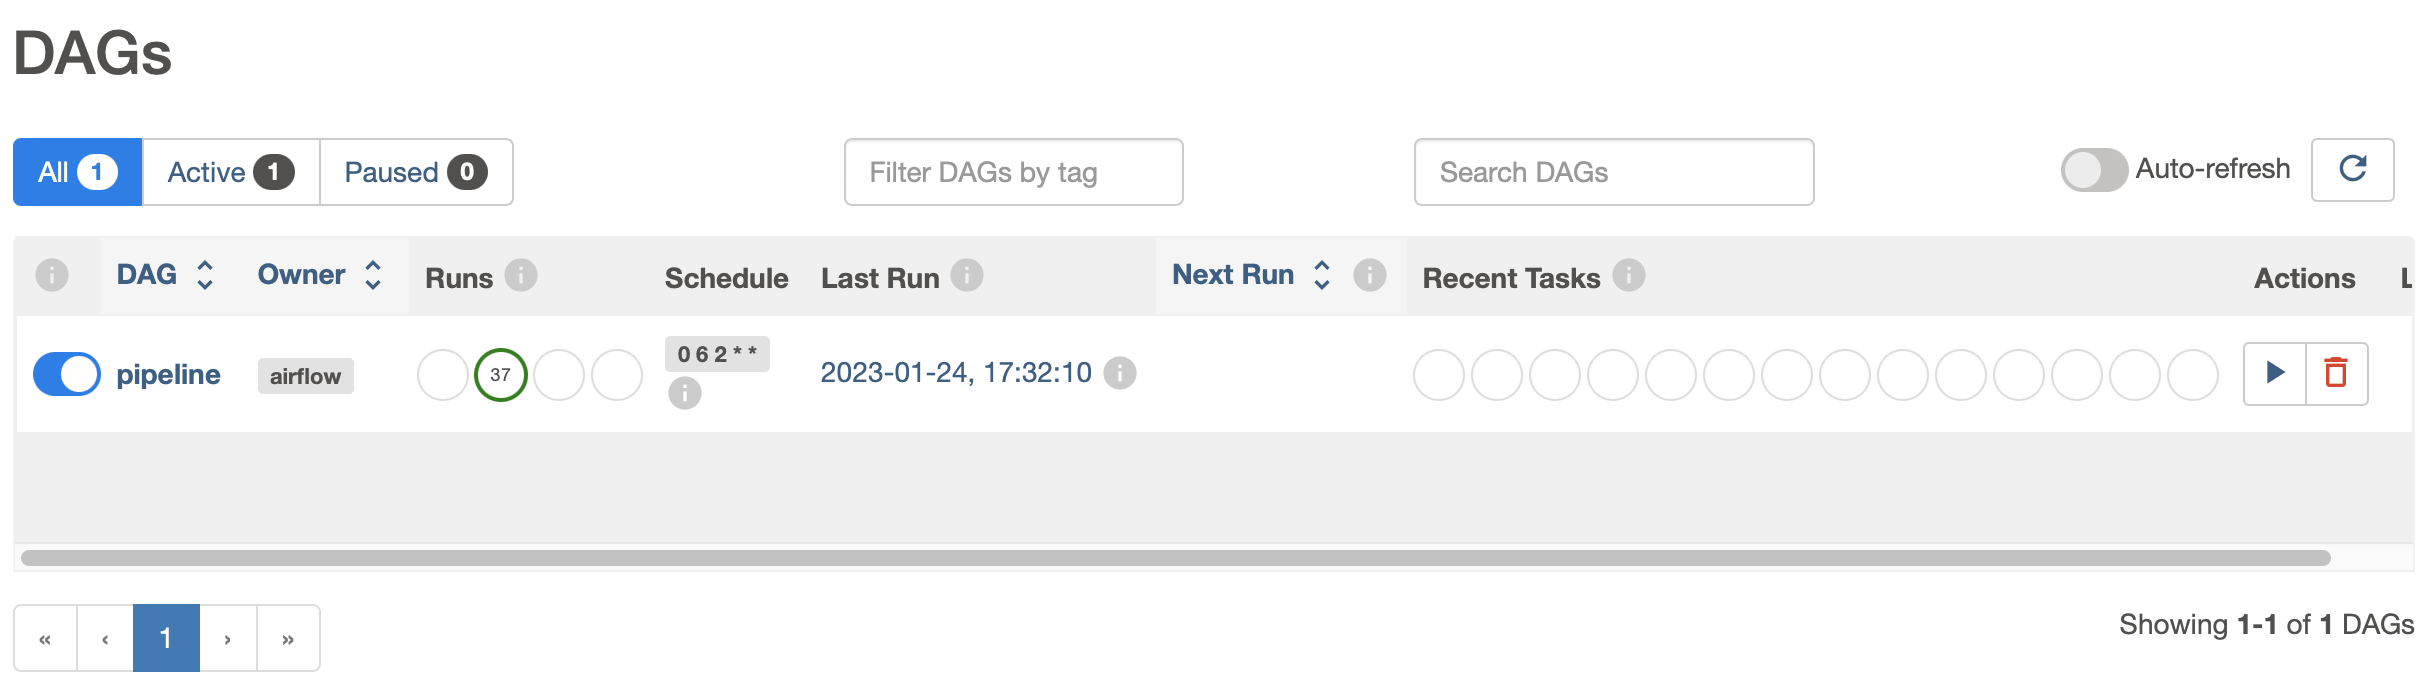 DAGs
All 1 Active 1 Paused 0 Filter DAGs by tag Search DAGs Auto-refresh
DAG Owner Runs Schedule Last Run Next Run Recent Tasks Actions L
pipeline airflow 37 0 6 2 * * 2023-01-24, 17:32:10
« ‹ 1 › » Showing 1-1 of 1 DAGs